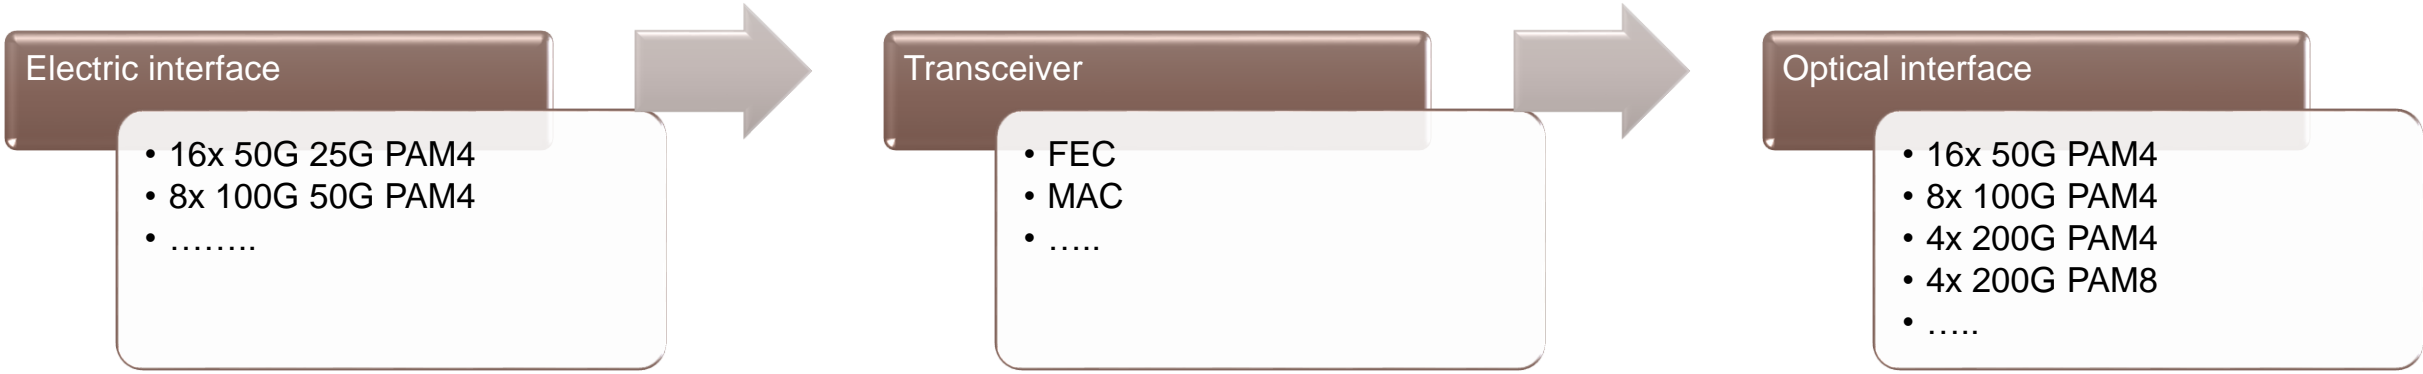 Electric interface
• 16x 50G 25G PAM4
• 8x 100G 50G PAM4
• ……..
Transceiver
• FEC
• MAC
• …..
Optical interface
• 16x 50G PAM4
• 8x 100G PAM4
• 4x 200G PAM4
• 4x 200G PAM8
• …..